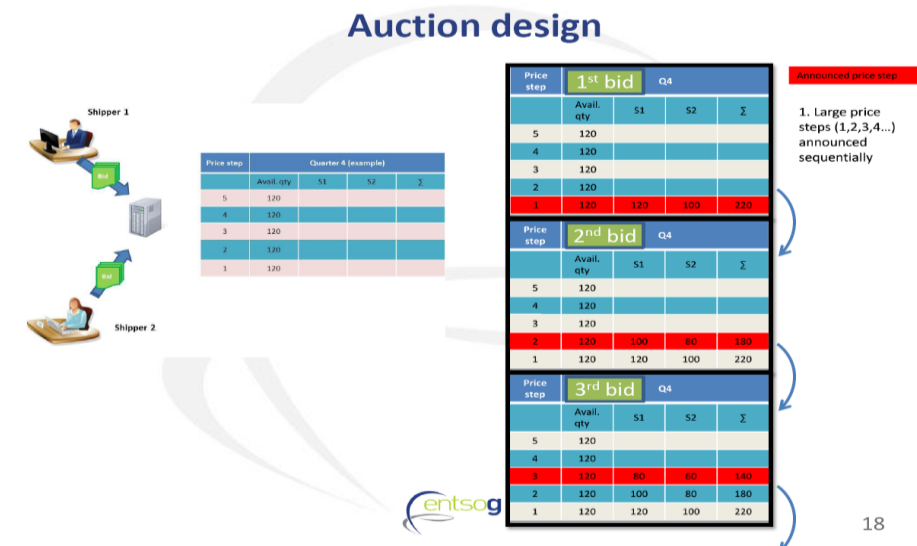 Auction design
Shipper 1
Bid
Bid
Shipper 2
Price step Quarter 4 (example)
Avail. qty S1 S2 Σ
5 120
4 120
3 120
2 120
1 120
Price step 1st bid Q4
Avail. qty S1 S2 Σ
5 120
4 120
3 120
2 120
1 120 120 100 220
Price step 2nd bid Q4
Avail. qty S1 S2 Σ
5 120
4 120
3 120
2 120 100 80 180
1 120 120 100 220
Price step 3rd bid Q4
Avail. qty S1 S2 Σ
5 120
4 120
3 120 80 60 140
2 120 100 80 180
1 120 120 100 220
Announced price step
1. Large price
steps (1,2,3,4...)
announced
sequentially
entsog
18